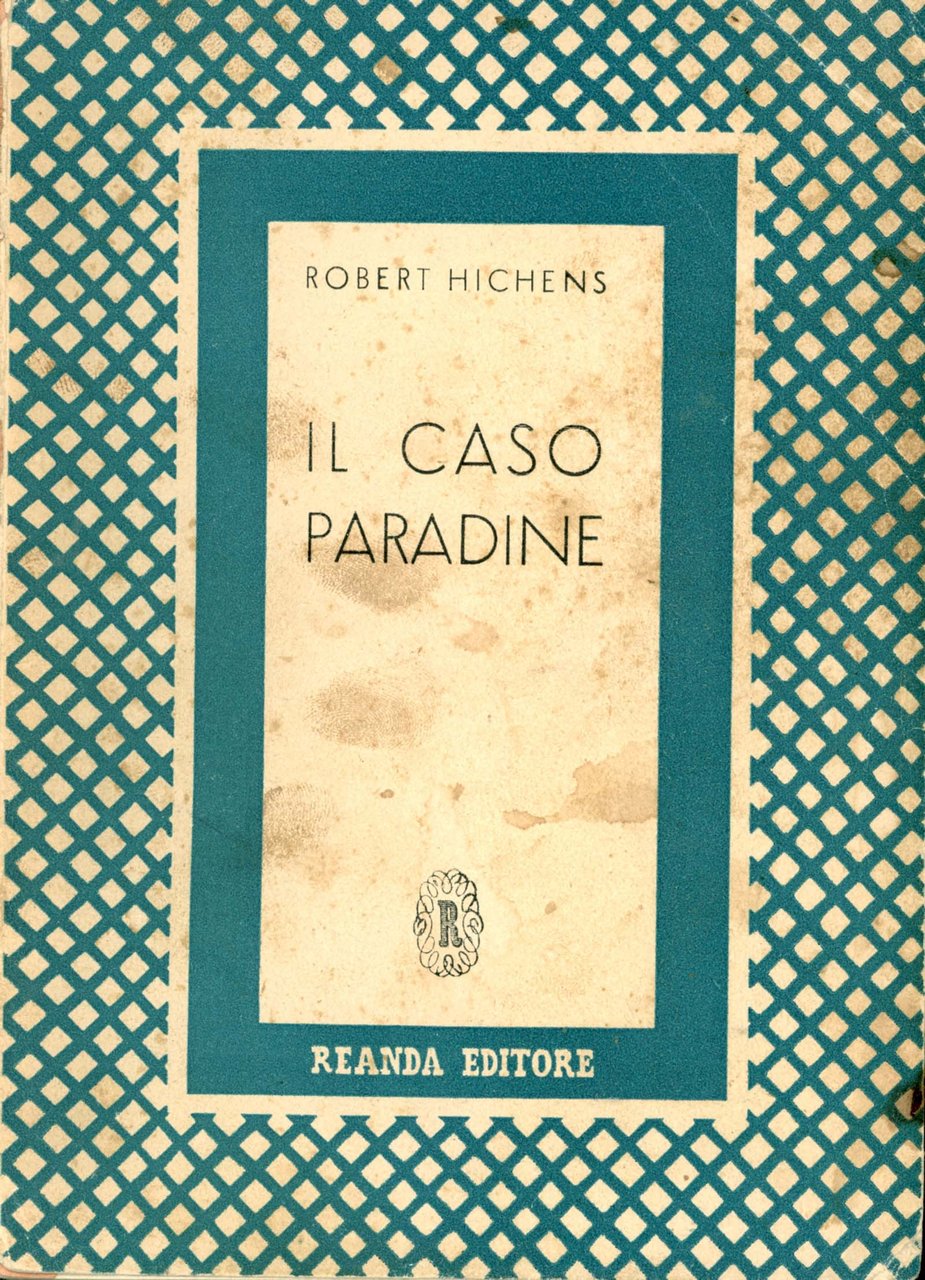 ROBERT HICHENS
IL CASO
PARADINE
R
REANDA EDITORE